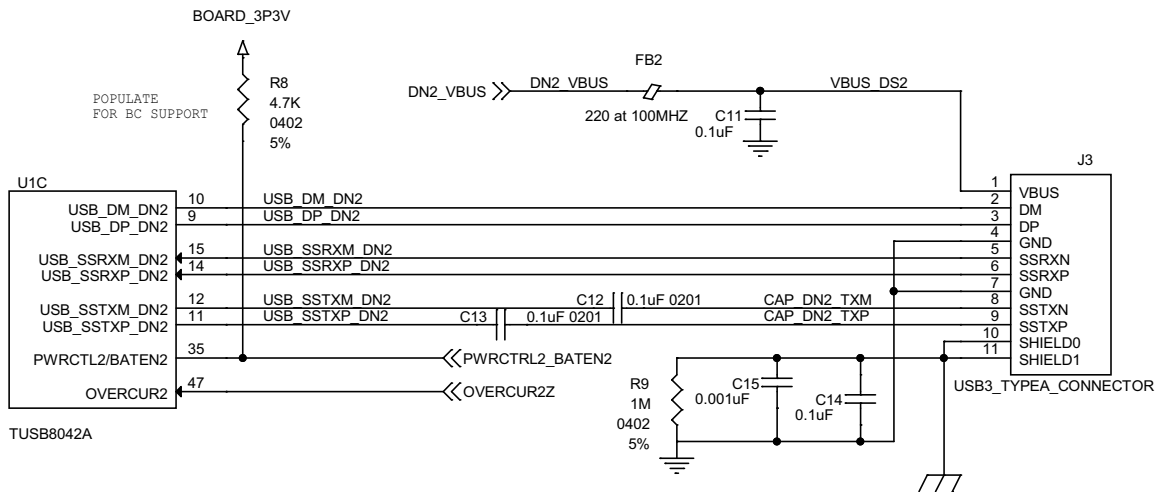 BOARD_3P3V
POPULATE
FOR BC SUPPORT
R8
4.7K
0402
5%
FB2
DN2_VBUS
DN2_VBUS
VBUS_DS2
220 at 100MHZ
C11
0.1uF
J3
U1C
USB_DM_DN2
10
USB_DM_DN2
USB_DP_DN2
9
USB_DP_DN2
USB_SSRXM_DN2
15
USB_SSRXM_DN2
USB_SSRXP_DN2
14
USB_SSRXP_DN2
USB_SSTXM_DN2
12
USB_SSTXM_DN2
C12
0.1uF 0201
CAP_DN2_TXM
USB_SSTXP_DN2
11
USB_SSTXP_DN2
C13
0.1uF 0201
CAP_DN2_TXP
PWRCTL2/BATEN2
35
PWRCTRL2_BATEN2
OVERCUR2
47
OVERCUR2Z
TUSB8042A
1
VBUS
2
DM
3
DP
4
GND
5
SSRXN
6
SSRXP
7
GND
8
SSTXN
9
SSTXP
10
SHIELD0
11
SHIELD1
USB3_TYPEA_CONNECTOR
R9
1M
0402
5%
C15
0.001uF
C14
0.1uF